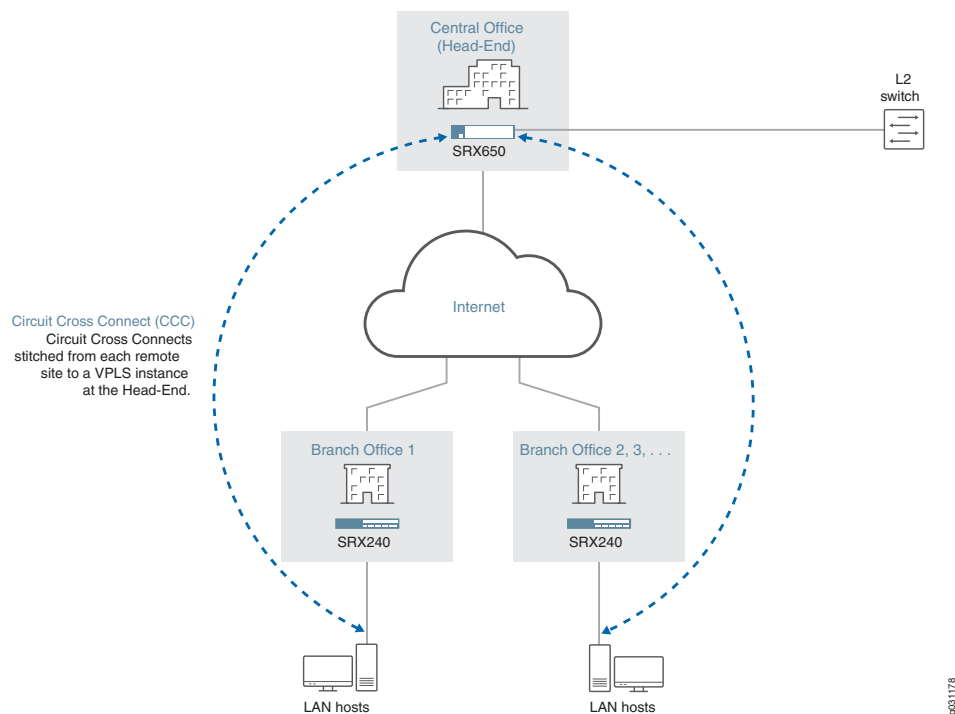 Central Office
(Head-End)
SRX650
L2
switch
Internet
Circuit Cross Connect (CCC)
Circuit Cross Connects
stitched from each remote
site to a VPLS instance
at the Head-End.
Branch Office 1
SRX240
Branch Office 2, 3, . . .
SRX240
LAN hosts
LAN hosts
g031178